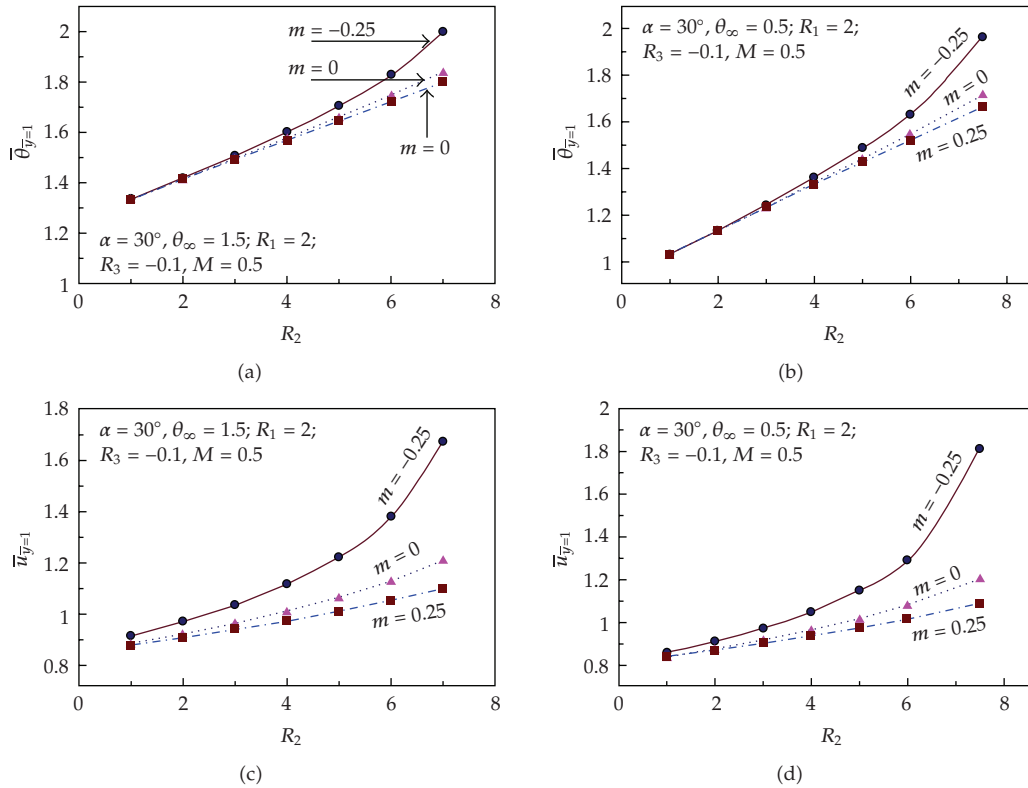 2
1.8
1.6
1.4
1.2
1
m = −0.25
m = 0
m = 0
α = 30°, θ∞ = 1.5; R1 = 2;
R3 = −0.1, M = 0.5
θ̅y̅=1
0 2 4 6 8
R2
(a)
2
1.8
1.6
1.4
1.2
1
α = 30°, θ∞ = 0.5; R1 = 2;
R3 = −0.1, M = 0.5
m = −0.25
m = 0
m = 0.25
θ̅y̅=1
0 2 4 6 8
R2
(b)
1.8
1.6
1.4
1.2
1
0.8
α = 30°, θ∞ = 1.5; R1 = 2;
R3 = −0.1, M = 0.5
m = −0.25
m = 0
m = 0.25
u̅y̅=1
0 2 4 6 8
R2
(c)
2
1.8
1.6
1.4
1.2
1
0.8
α = 30°, θ∞ = 0.5; R1 = 2;
R3 = −0.1, M = 0.5
m = −0.25
m = 0
m = 0.25
u̅y̅=1
0 2 4 6 8
R2
(d)